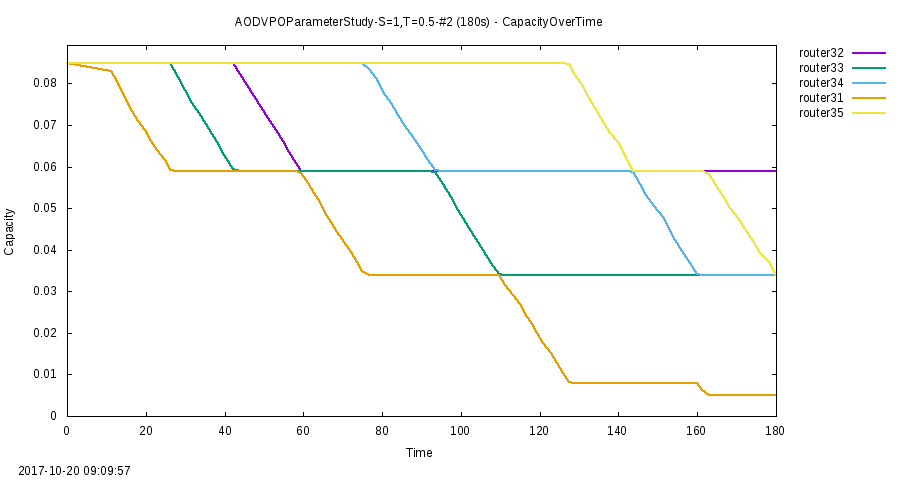 AODVPOParameterStudy-S=1,T=0.5-#2 (180s) - CapacityOverTime
router32
router33
router34
router31
router35
0.08
0.07
0.06
0.05
0.04
0.03
0.02
0.01
0
Capacity
0 20 40 60 80 100 120 140 160 180
Time
2017-10-20 09:09:57